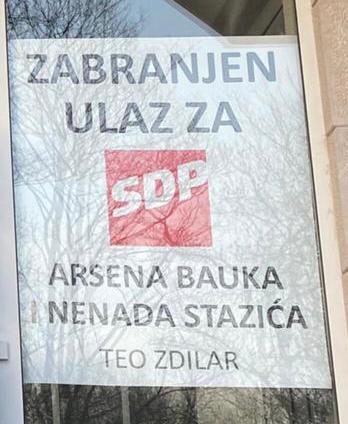 ZABRANJEN
ULAZ ZA
SDP
ARSENA BAUKA
I NENADA STAZIĆA
TEO ZDILAR